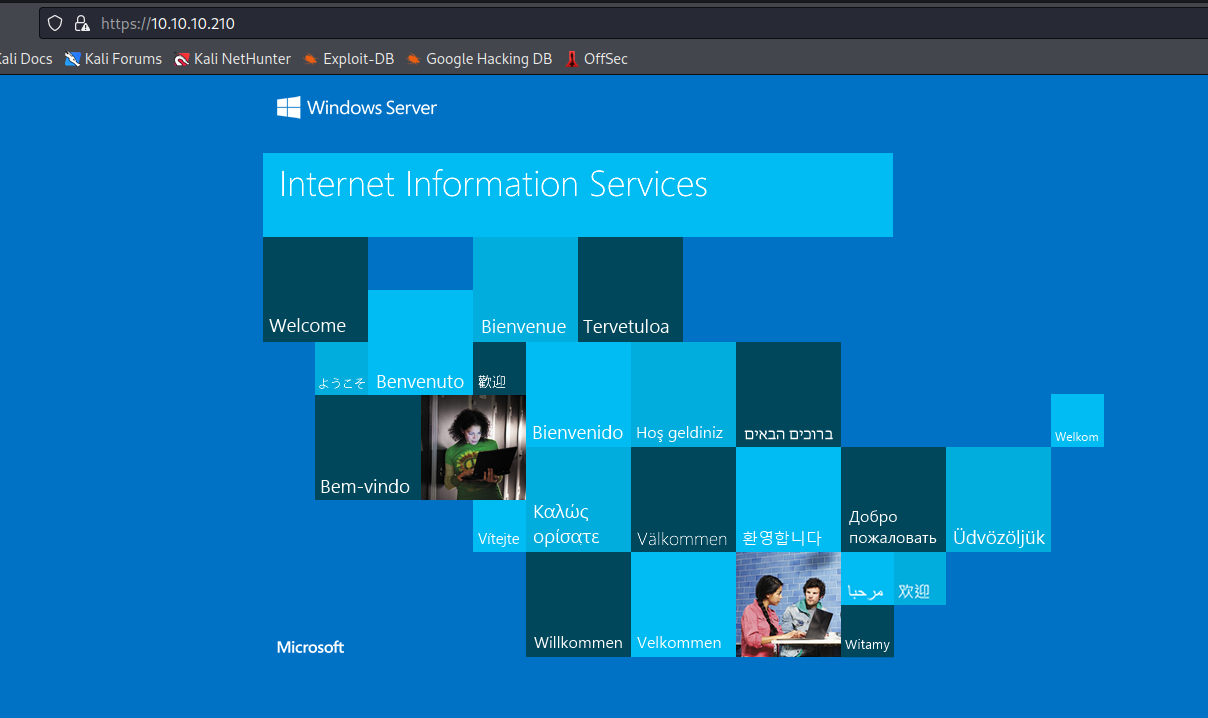 https://10.10.10.210
Kali Docs Kali Forums Kali NetHunter Exploit-DB Google Hacking DB OffSec
Windows Server
Internet Information Services
Welcome
Bienvenue
Tervetuloa
ようこそ
Benvenuto
歡迎
Bienvenido
Hoş geldiniz
ברוכים הבאים
Welkom
Bem-vindo
Vítejte
Καλώς
ορίσατε
Välkommen
환영합니다
Добро
пожаловать
Üdvözöljük
Willkommen
Velkommen
مرحبا
欢迎
Witamy
Microsoft